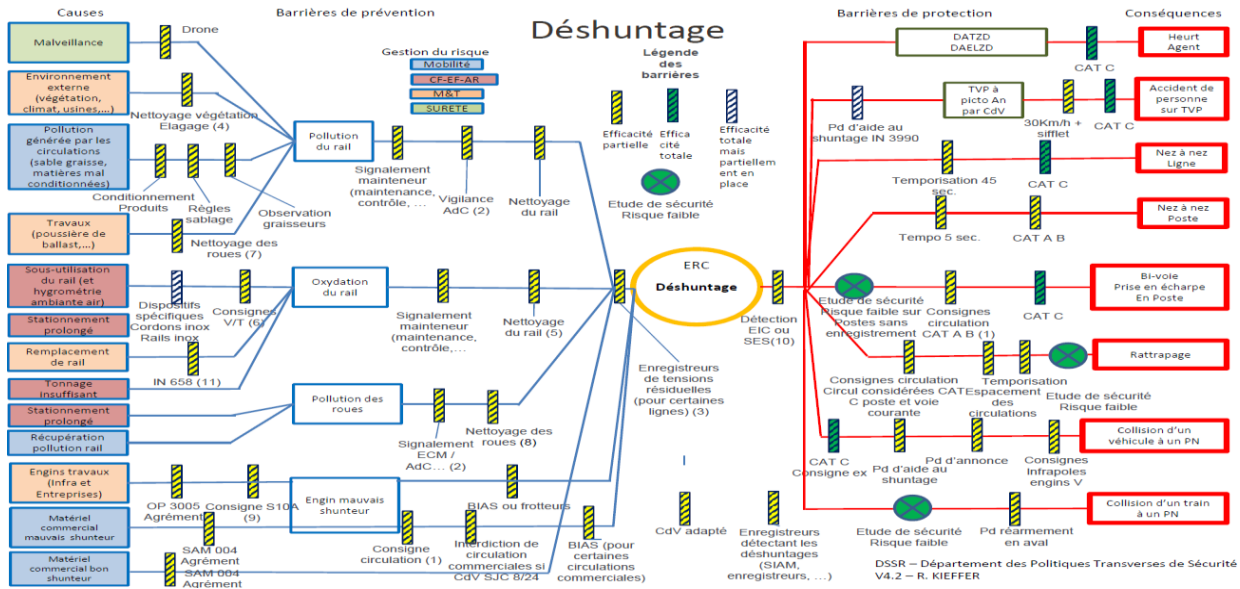 Causes
Barrières de prévention
Déshuntage
Barrières de protection
Conséquences
Malveillance
Drone
Environnement
externe
(végétation,
climat, usines,...)
Nettoyage végétation
Elagage (4)
Pollution
générée par les
circulations
(sable graisse,
matières mal
conditionnées)
Conditionnement
Produits
Règles
sablage
Observation
graisseurs
Travaux
(poussière de
ballast,...)
Nettoyage des
roues (7)
Sous-utilisation
du rail (et
hygrométrie
ambiante air)
Dispositifs
spécifiques
Cordons inox
Rails inox
Consignes
V/T (6)
Stationnement
prolongé
Remplacement
de rail
IN 658 (11)
Tonnage
insuffisant
Stationnement
prolongé
Récupération
pollution rail
Engins travaux
(Infra et
Entreprises)
OP 3005
Agrément
Consigne S10A
(9)
Matériel
commercial
mauvais shunteur
SAM 004
Agrément
Matériel
commercial bon
shunteur
SAM 004
Agrément
Gestion du risque
Mobilité
CF-EF-AR
M&T
SURETE
Légende
des
barrières
Efficacité
partielle
Effica
cité
totale
Efficacité
totale
mais
partiellem
ent en
place
Etude de sécurité
Risque faible
Pollution
du rail
Signalement
mainteneur
(maintenance,
contrôle, ...
Vigilance
AdC (2)
Nettoyage
du rail
Oxydation
du rail
Signalement
mainteneur
(maintenance,
contrôle,...
Nettoyage
du rail (5)
Pollution des
roues
Signalement
ECM /
AdC... (2)
Nettoyage des
roues (8)
Engin mauvais
shunteur
BIAS ou frotteurs
Consigne
circulation (1)
Interdiction de
circulation
commerciales si
CdV SJC 8/24
BIAS (pour
certaines
circulations
commerciales)
Enregistreurs
de tensions
résiduelles
(pour certaines
lignes) (3)
ERC
Déshuntage
Détection
EIC ou
SES(10)
CdV adapté
Enregistreurs
détectant les
déshuntages
(SIAM,
enregistreurs, ...)
DATZD
DAELZD
CAT C
Heurt
Agent
Pd d'aide au
shuntage IN 3990
TVP à
picto An
par CdV
30Km/h +
sifflet
CAT C
Accident de
personne
sur TVP
Temporisation 45
sec.
CAT C
Nez à nez
Ligne
Tempo 5 sec.
CAT A B
Nez à nez
Poste
Etude de sécurité
Risque faible sur
Postes sans
enregistrement
Consignes
circulation
CAT A B (1)
CAT C
Bi-voie
Prise en écharpe
En Poste
Consignes circulation
Circul considérées CAT
C poste et voie
courante
Temporisation
Espacement
des
circulations
Etude de sécurité
Risque faible
Rattrapage
CAT C
Consigne ex
Pd d'aide au
shuntage
Pd d'annonce
Consignes
Infrapoles
engins V
Collision d'un
véhicule à un PN
Etude de sécurité
Risque faible
Pd réarmement
en aval
Collision d'un train
à un PN
DSSR – Département des Politiques Transverses de Sécurité
V4.2 – R. KIEFFER